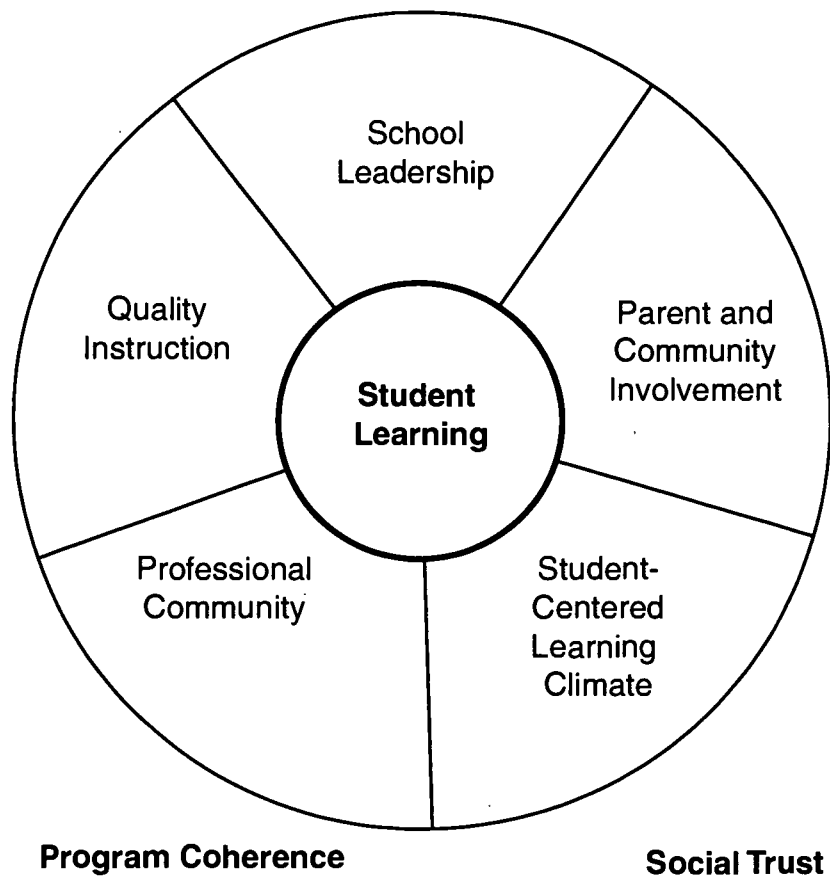 School
Leadership
Quality
Instruction
Parent and
Community
Involvement
Student
Learning
Professional
Community
Student-
Centered
Learning
Climate
Program Coherence
Social Trust